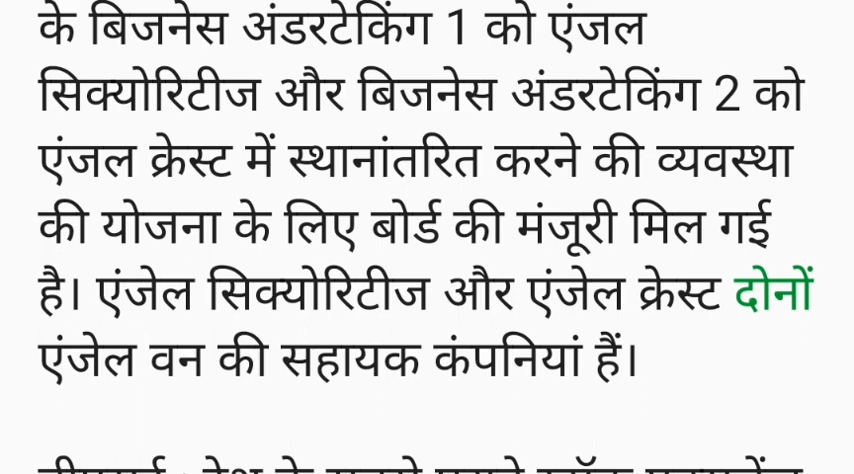 के बिजनेस अंडरटेकिंग 1 को एंजल
सिक्योरिटीज और बिजनेस अंडरटेकिंग 2 को
एंजल क्रेस्ट में स्थानांतरित करने की व्यवस्था
की योजना के लिए बोर्ड की मंजूरी मिल गई
है। एंजेल सिक्योरिटीज और एंजेल क्रेस्ट दोनों
एंजेल वन की सहायक कंपनियां हैं।